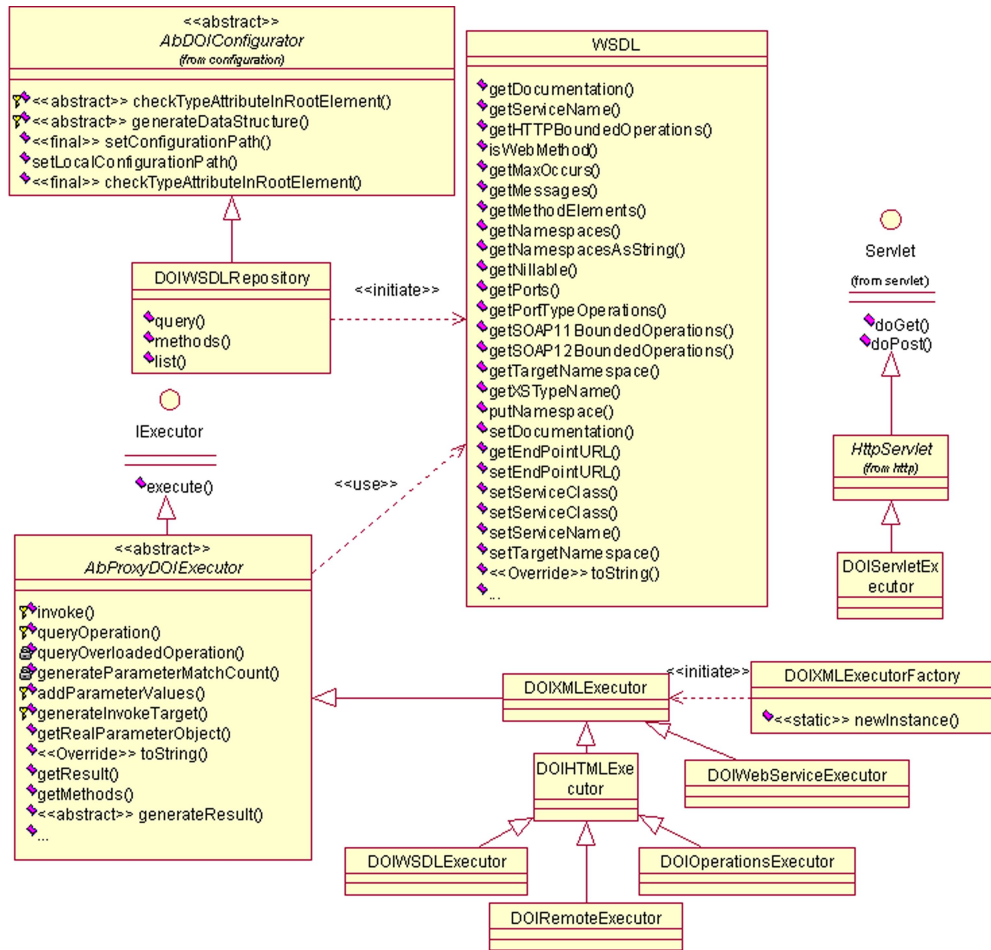 <<abstract>>
AbDOIConfigurator
(from configuration)
<<abstract>> checkTypeAttributeInRootElement()
<<abstract>> generateDataStructure()
<<final>> setConfigurationPath()
setLocalConfigurationPath()
<<final>> checkTypeAttributeInRootElement()
DOIWSDLRepository
query()
methods()
list()
<<initiate>>
WSDL
getDocumentation()
getServiceName()
getHTTPBoundedOperations()
isWebMethod()
getMaxOccurs()
getMessages()
getMethodElements()
getNamespaces()
getNamespacesAsString()
getNillable()
getPorts()
getPortTypeOperations()
getSOAP11BoundedOperations()
getSOAP12BoundedOperations()
getTargetNamespace()
getXSTypeName()
putNamespace()
setDocumentation()
getEndPointURL()
setEndPointURL()
setServiceClass()
setServiceClass()
setServiceName()
setTargetNamespace()
<<Override>> toString()
...
Servlet
(from servlet)
doGet()
doPost()
HttpServlet
(from http)
DOIServletEx
ecutor
IExecutor
execute()
<<use>>
<<abstract>>
AbProxyDOIExecutor
invoke()
queryOperation()
queryOverloadedOperation()
generateParameterMatchCount()
addParameterValues()
generateInvokeTarget()
getRealParameterObject()
<<Override>> toString()
getResult()
getMethods()
<<abstract>> generateResult()
...
DOIXMLExecutor
<<initiate>>
DOIXMLExecutorFactory
<<static>> newInstance()
DOIHTMLExe
cutor
DOIWebServiceExecutor
DOIWSDLExecutor
DOIOperationsExecutor
DOIRemoteExecutor